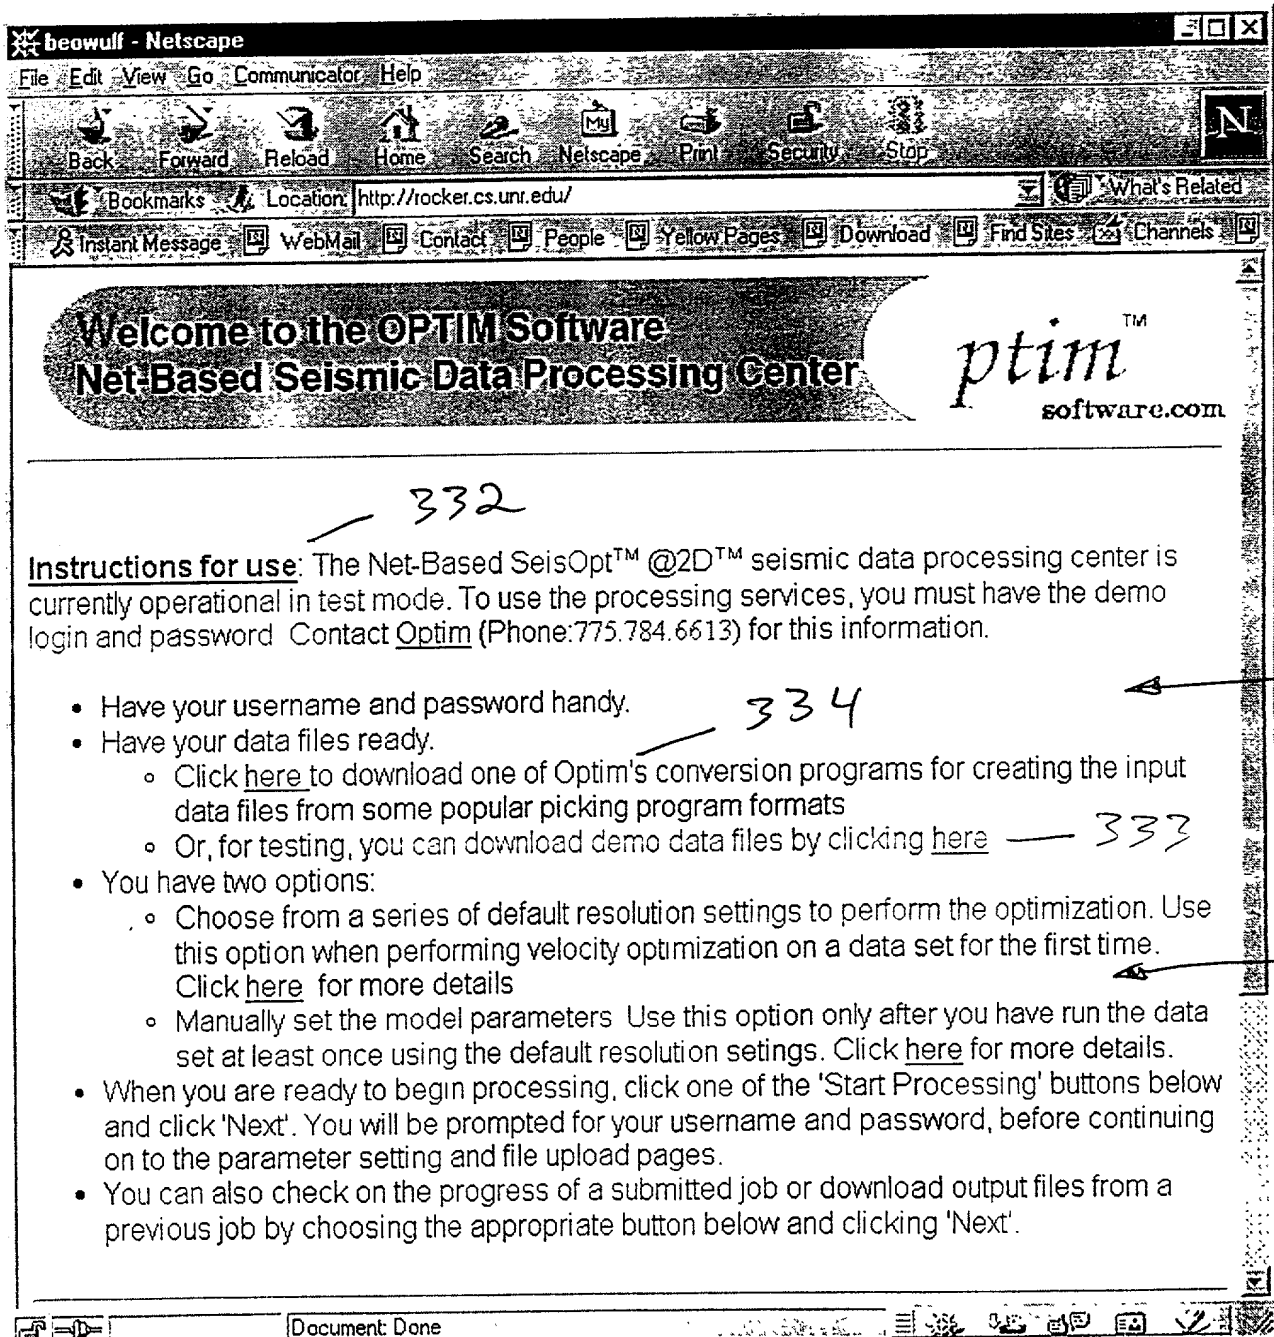 beowulf - Netscape
File Edit View Go Communicator Help
Back Forward Reload Home Search My Netscape Print Security Stop
N
Bookmarks Location: http://rocker.cs.unr.edu/ What's Related
Instant Message WebMail Contact People Yellow Pages Download Find Sites Channels
Welcome to the OPTIM Software
Net-Based Seismic Data Processing Center
ptim™
software.com
332
Instructions for use: The Net-Based SeisOpt™ @2D™ seismic data processing center is
currently operational in test mode. To use the processing services, you must have the demo
login and password Contact Optim (Phone:775.784.6613) for this information.
• Have your username and password handy.
334
• Have your data files ready.
◦ Click here to download one of Optim's conversion programs for creating the input
data files from some popular picking program formats
◦ Or, for testing, you can download demo data files by clicking here
333
• You have two options:
◦ Choose from a series of default resolution settings to perform the optimization. Use
this option when performing velocity optimization on a data set for the first time.
Click here for more details
◦ Manually set the model parameters Use this option only after you have run the data
set at least once using the default resolution setings. Click here for more details.
• When you are ready to begin processing, click one of the 'Start Processing' buttons below
and click 'Next'. You will be prompted for your username and password, before continuing
on to the parameter setting and file upload pages.
• You can also check on the progress of a submitted job or download output files from a
previous job by choosing the appropriate button below and clicking 'Next'.
Document: Done